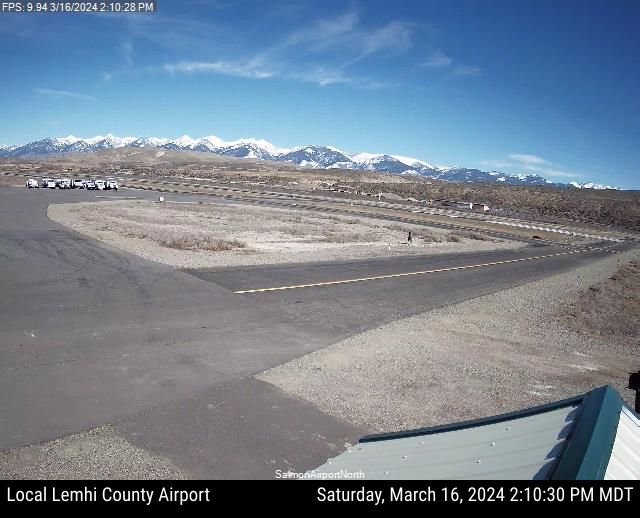 FPS: 9.94 3/16/2024 2:10:28 PM
SalmonAirportNorth
Local Lemhi County Airport Saturday, March 16, 2024 2:10:30 PM MDT